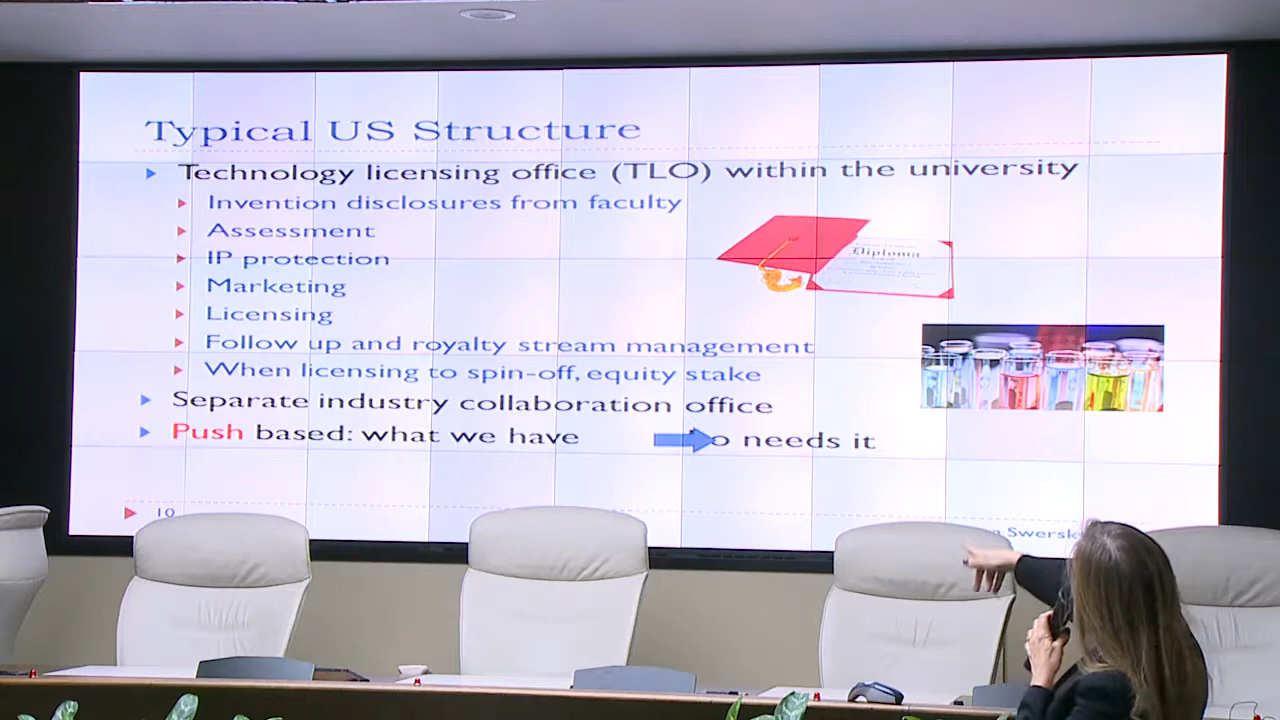 Typical US Structure
Technology licensing office (TLO) within the university
Invention disclosures from faculty
Assessment
IP protection
Marketing
Licensing
Follow up and royalty stream management
When licensing to spin-off, equity stake
Separate industry collaboration office
Push based: what we have needs it
Diploma
10